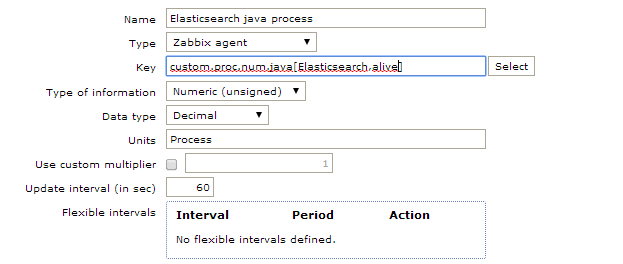 Name Elasticsearch java process
Type Zabbix agent
Key custom.proc.num.java[Elasticsearch,alive] Select
Type of information Numeric (unsigned)
Data type Decimal
Units Process
Use custom multiplier 1
Update interval (in sec) 60
Flexible intervals Interval Period Action
No flexible intervals defined.